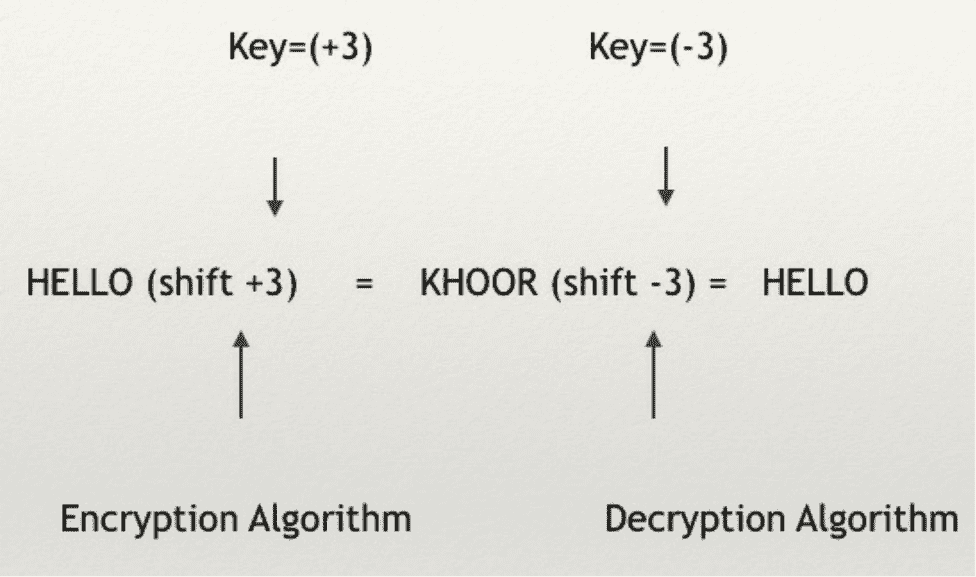 Key=(+3) Key=(-3)
HELLO (shift +3) = KHOOR (shift -3) = HELLO
Encryption Algorithm Decryption Algorithm